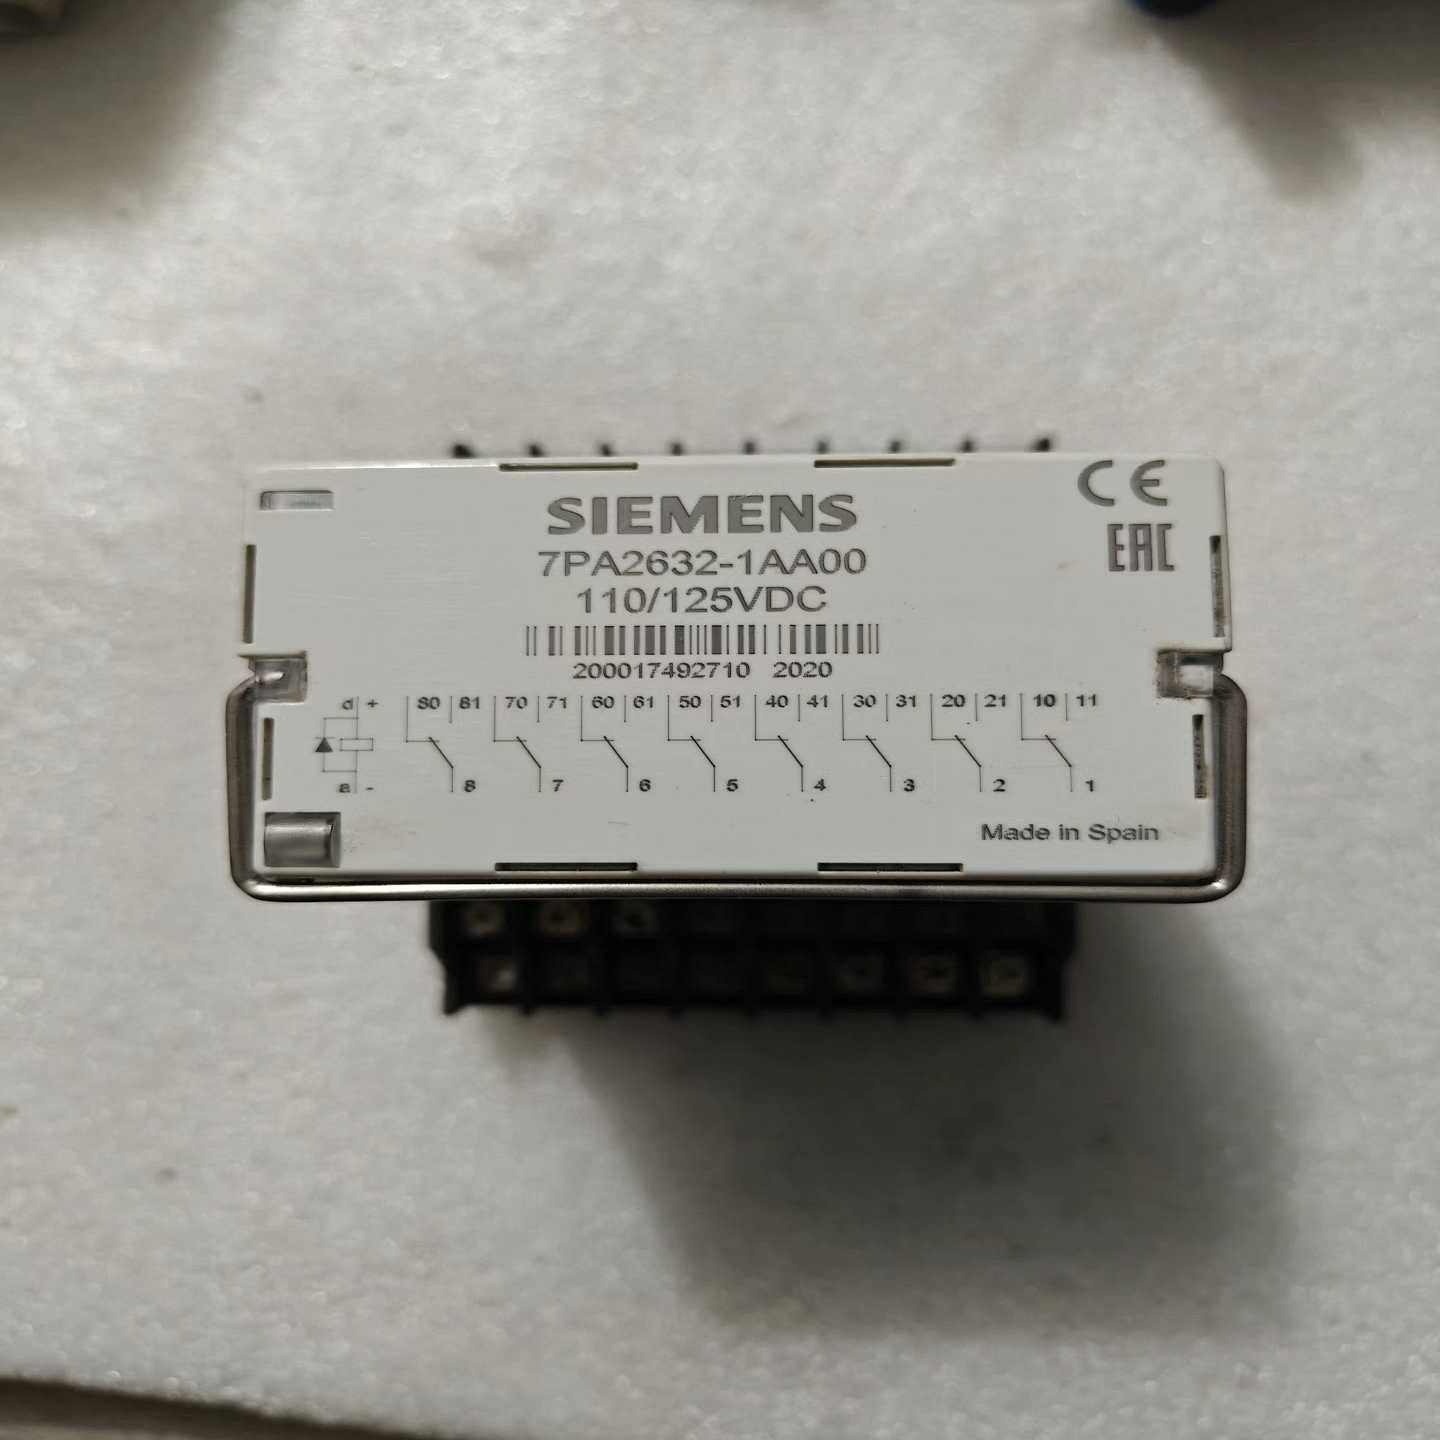 SIEMENS
CE
7PA2632-1AA00
EAC
110/125VDC
200017492710 2020
d + 80 81 70 71 60 61 50 51 40 41 30 31 20 21 10 11
a - 8 7 6 5 4 3 2 1
Made in Spain